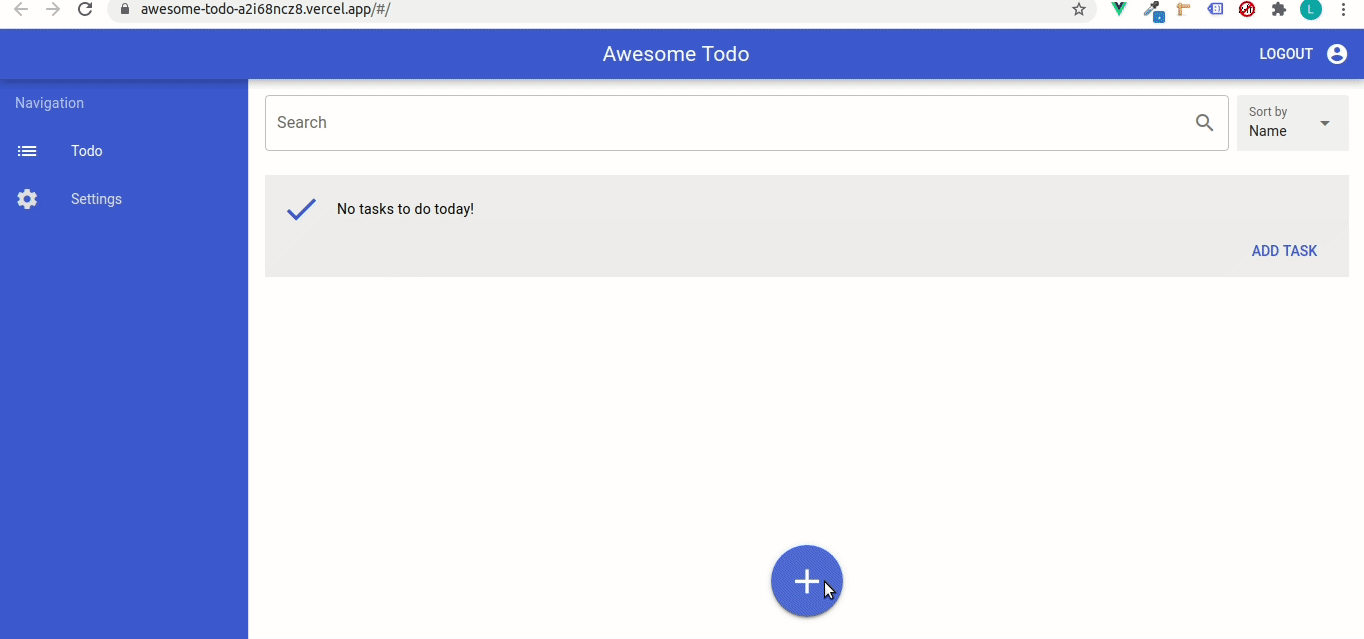 awesome-todo-a2i68ncz8.vercel.app/#/
L
Awesome Todo
LOGOUT
Navigation
Todo
Settings
Search
Sort by
Name
No tasks to do today!
ADD TASK